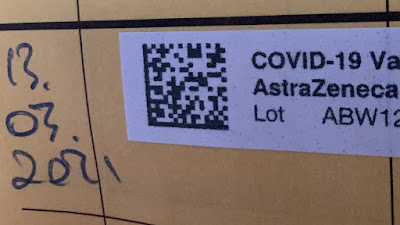 13.
03.
2021
COVID-19 Va
AstraZeneca
Lot ABW12